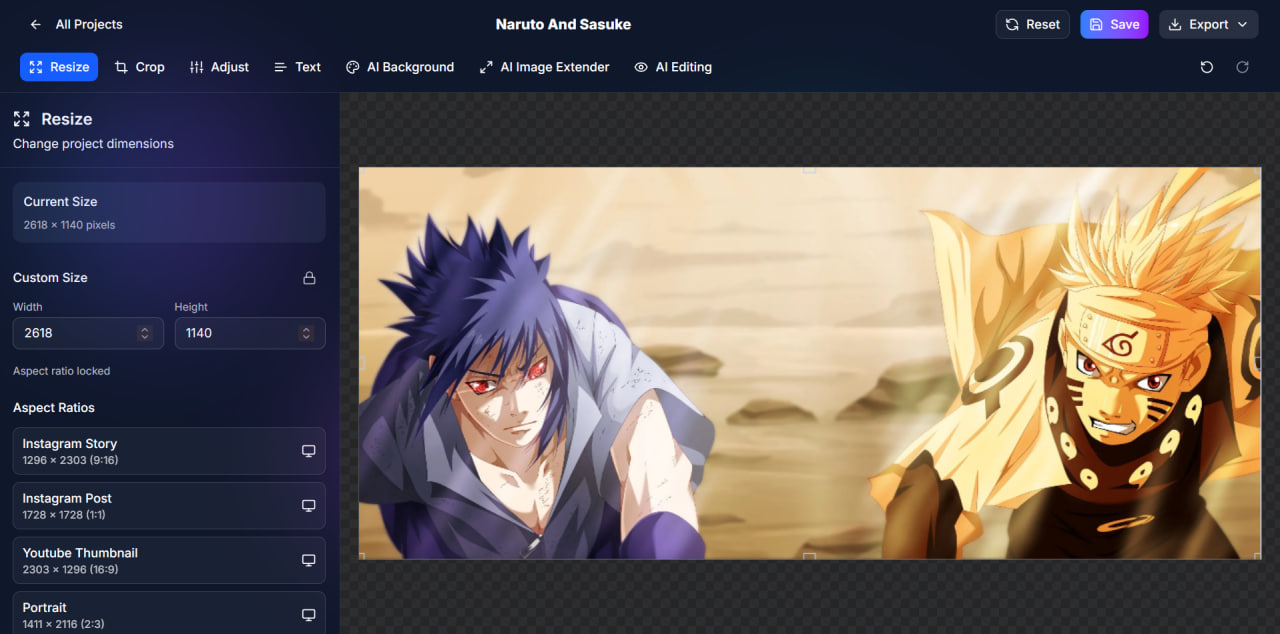 All Projects
Naruto And Sasuke
Reset
Save
Export
Resize
Crop
Adjust
Text
AI Background
AI Image Extender
AI Editing
Resize
Change project dimensions
Current Size
2618 × 1140 pixels
Custom Size
Width
Height
2618
1140
Aspect ratio locked
Aspect Ratios
Instagram Story
1296 × 2303 (9:16)
Instagram Post
1728 × 1728 (1:1)
Youtube Thumbnail
2303 × 1296 (16:9)
Portrait
1411 × 2116 (2:3)